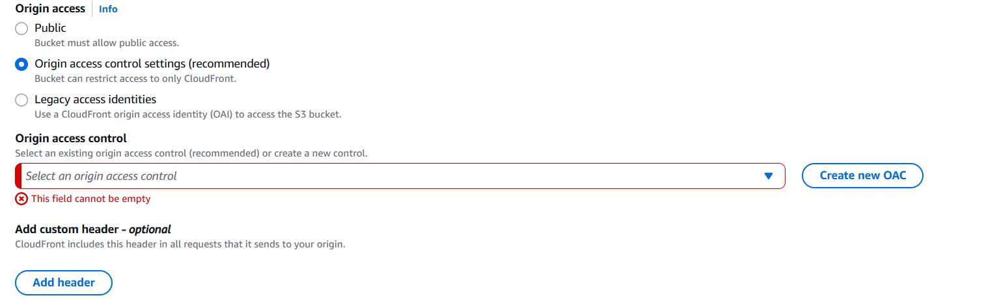 Origin access Info
Public
Bucket must allow public access.
Origin access control settings (recommended)
Bucket can restrict access to only CloudFront.
Legacy access identities
Use a CloudFront origin access identity (OAI) to access the S3 bucket.
Origin access control
Select an existing origin access control (recommended) or create a new control.
Select an origin access control
Create new OAC
This field cannot be empty
Add custom header - optional
CloudFront includes this header in all requests that it sends to your origin.
Add header